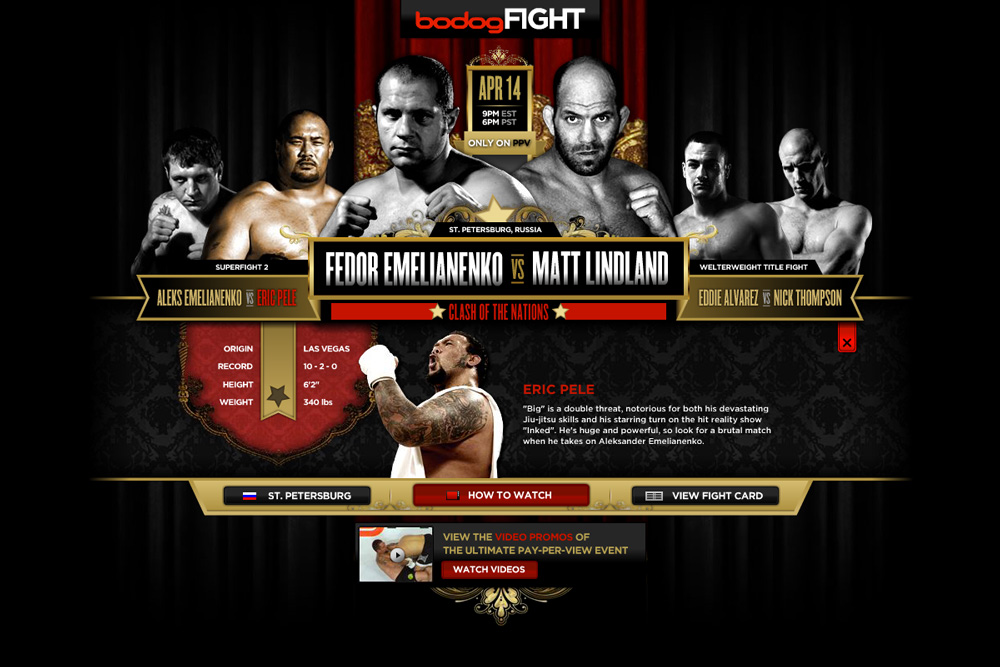 bodogFIGHT
APR 14
9PM EST
6PM PST
ONLY ON PPV
ST. PETERSBURG, RUSSIA
SUPERFIGHT 2
FEDOR EMELIANENKO VS MATT LINDLAND
WELTERWEIGHT TITLE FIGHT
ALEKS EMELIANENKO VS ERIC PELE
EDDIE ALVAREZ VS NICK THOMPSON
CLASH OF THE NATIONS
X
ORIGIN LAS VEGAS
RECORD 10 - 2 - 0
HEIGHT 6'2"
WEIGHT 340 lbs
ERIC PELE
"Big" is a double threat, notorious for both his devastating
Jiu-jitsu skills and his starring turn on the hit reality show
"Inked". He's huge and powerful, so look for a brutal match
when he takes on Aleksander Emelianenko.
ST. PETERSBURG
HOW TO WATCH
VIEW FIGHT CARD
VIEW THE VIDEO PROMOS OF
THE ULTIMATE PAY-PER-VIEW EVENT
WATCH VIDEOS